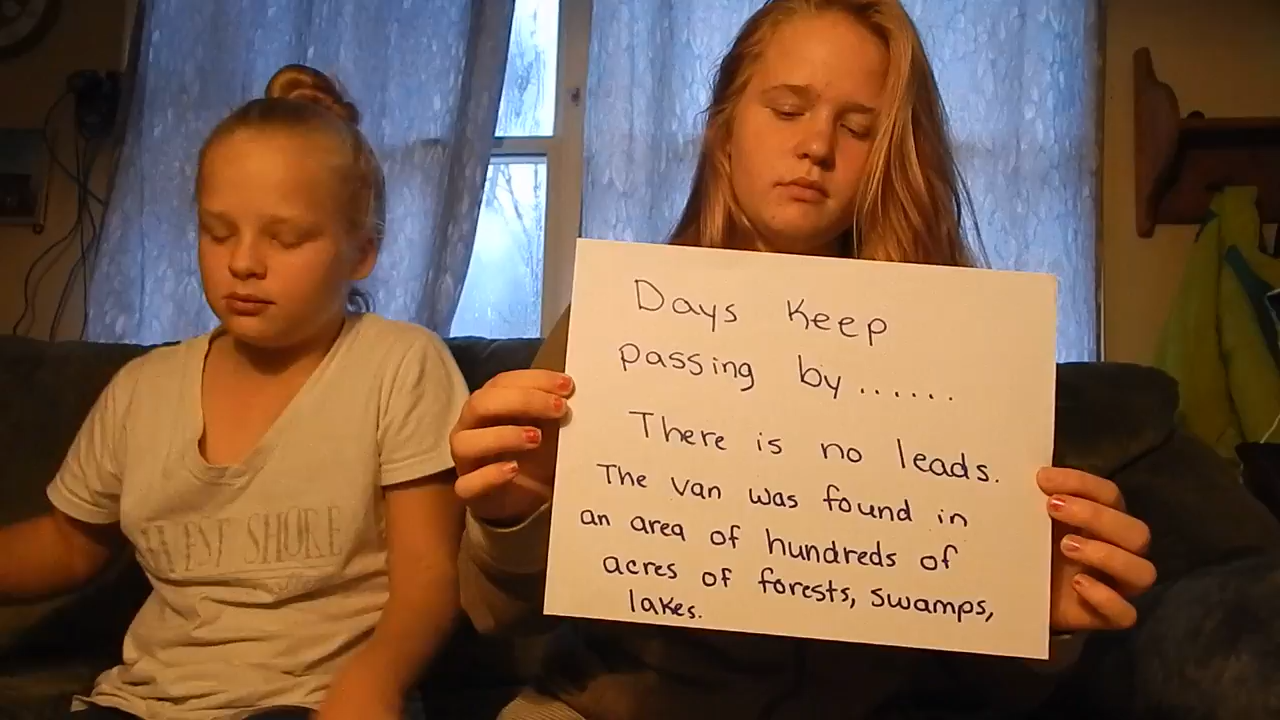 Days Keep
passing by......
There is no leads.
The van was found in
an area of hundreds of
acres of forests, swamps,
lakes.
SHORE